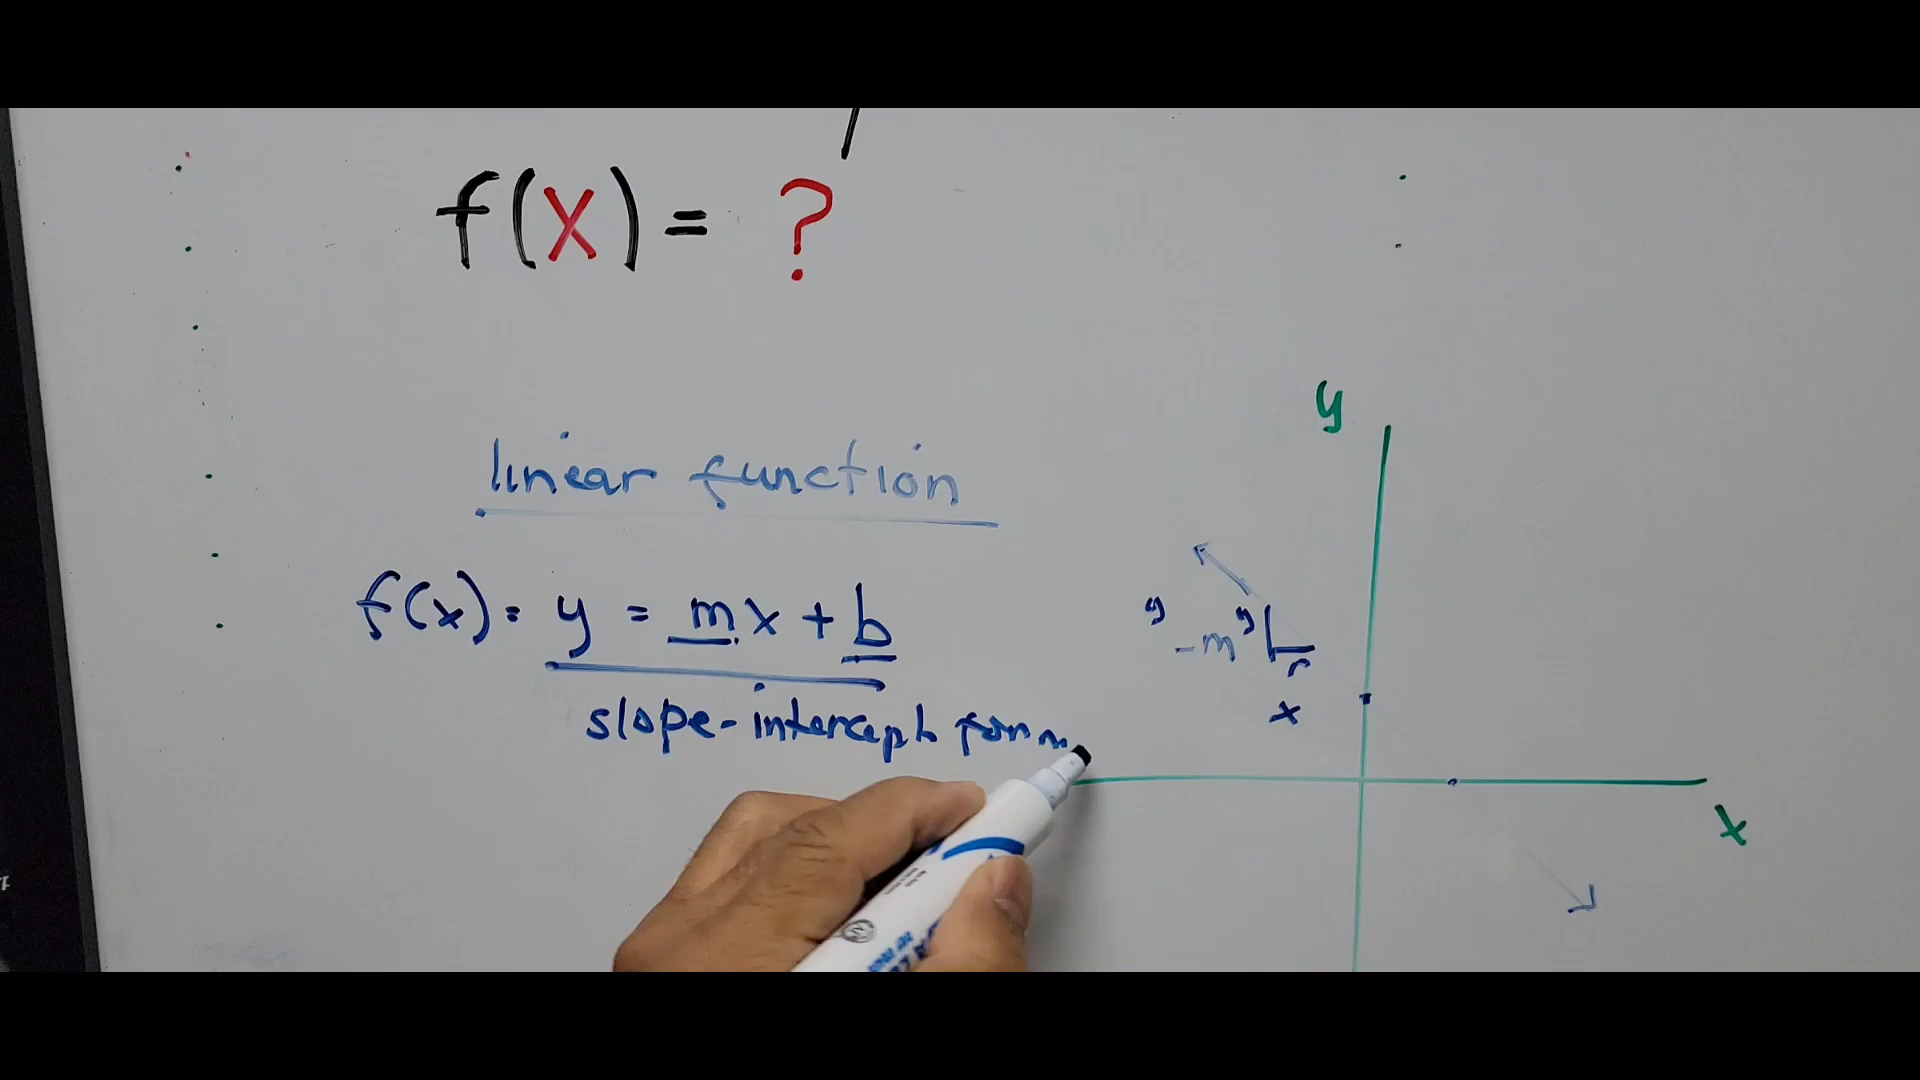 f(x) = ?
linear function
f(x) = y = mx + b
slope-intercept form
y
y
-m
y
r
x
x